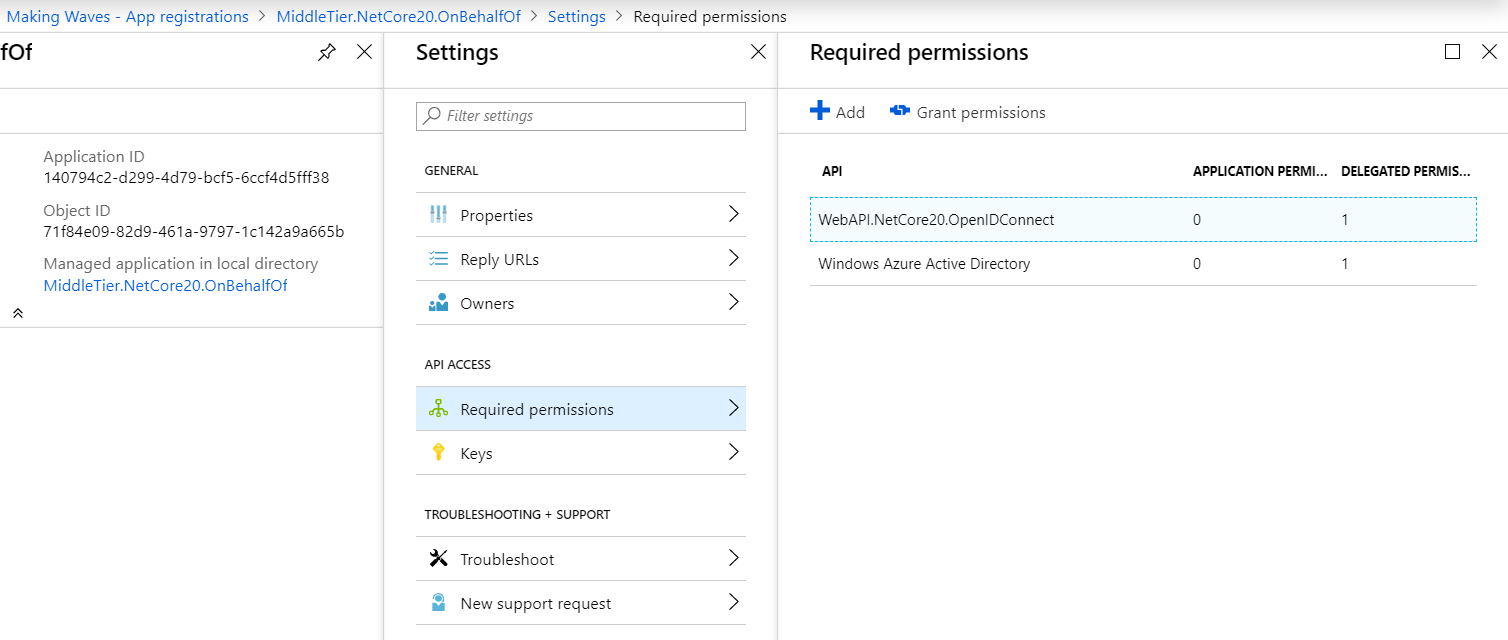 Making Waves - App registrations > MiddleTier.NetCore20.OnBehalfOf > Settings > Required permissions
fOf
Application ID
140794c2-d299-4d79-bcf5-6ccf4d5fff38
Object ID
71f84e09-82d9-461a-9797-1c142a9a665b
Managed application in local directory
MiddleTier.NetCore20.OnBehalfOf
Settings
Filter settings
GENERAL
Properties
Reply URLs
Owners
API ACCESS
Required permissions
Keys
TROUBLESHOOTING + SUPPORT
Troubleshoot
New support request
Required permissions
Add Grant permissions
API APPLICATION PERMI... DELEGATED PERMIS...
WebAPI.NetCore20.OpenIDConnect 0 1
Windows Azure Active Directory 0 1